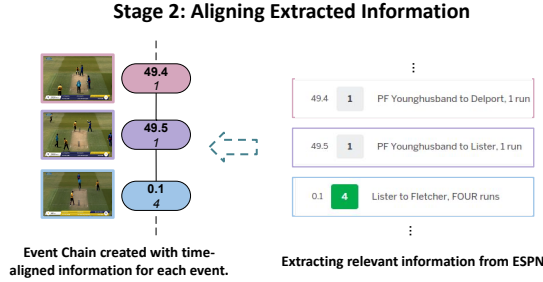 Stage 2: Aligning Extracted Information
49.4
1
49.5
1
0.1
4
49.4 1 PF Younghusband to Delport, 1 run
49.5 1 PF Younghusband to Lister, 1 run
0.1 4 Lister to Fletcher, FOUR runs
Event Chain created with time-
aligned information for each event.
Extracting relevant information from ESPN